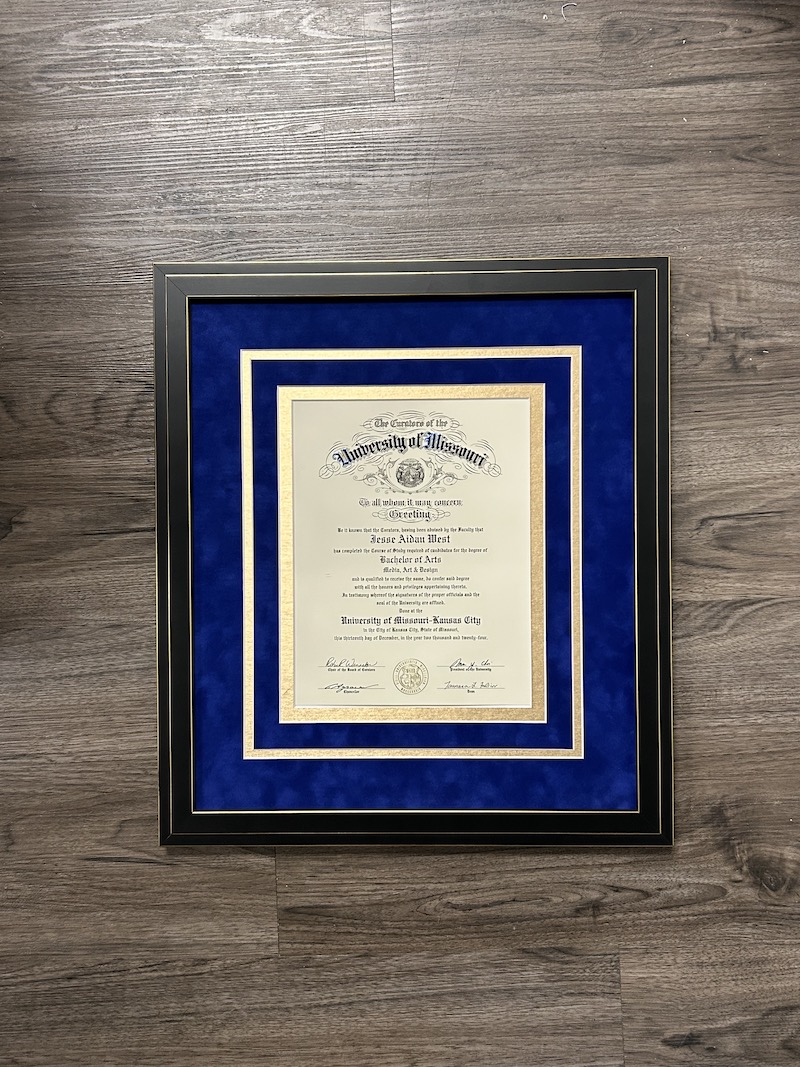 The Curators of the
University of Missouri
To all whom it may concern:
Greeting
Be it known that the Curators, having been advised by the Faculty that
Jesse Aidan West
has completed the Course of Study required of candidates for the degree of
Bachelor of Arts
Media, Art & Design
and is qualified to receive the same, do confer said degree
with all the honors and privileges appertaining thereto.
In testimony whereof the signatures of the proper officials and the
seal of the University are affixed.
Done at the
University of Missouri-Kansas City
in the City of Kansas City, State of Missouri,
this thirteenth day of December, in the year two thousand and twenty-four.
Chair of the Board of Curators
President of the University
Chancellor
Dean